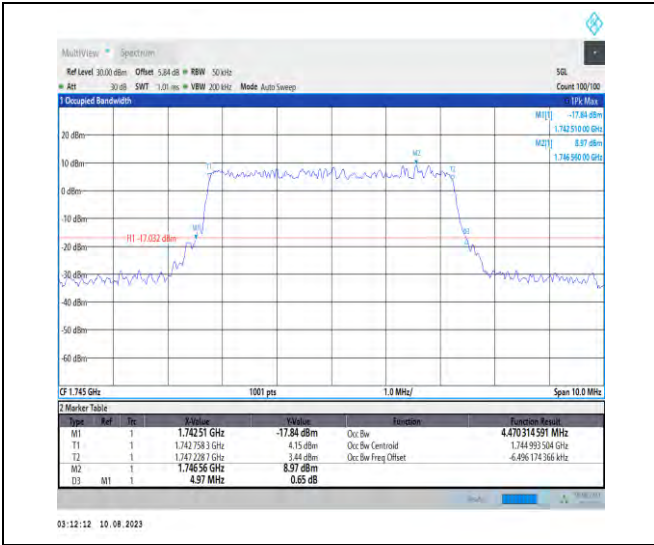 MultiView Spectrum
Ref Level 30.00 dBm Offset 5.84 dB RBW 50 kHz SGL
Att 30 dB SWT 1.01 ms VBW 200 kHz Mode Auto Sweep Count 100/100
1 Occupied Bandwidth 1Pk Max
M1[1] -17.84 dBm
1.742 510 00 GHz
M2[1] 8.97 dBm
1.746 560 00 GHz
20 dBm
M2
10 dBm
T1 T2
0 dBm
-10 dBm
M1
H1 -17.032 dBm
-20 dBm
-30 dBm
-40 dBm
-50 dBm
-60 dBm
CF 1.745 GHz 1001 pts 1.0 MHz/ Span 10.0 MHz
2 Marker Table
Type Ref Trc X-Value Y-Value Function Function Result
M1 1 1.742 51 GHz -17.84 dBm Occ Bw 4.470 314 591 MHz
T1 1 1.742 758 3 GHz 4.15 dBm Occ Bw Centroid 1.744 993 504 GHz
T2 1 1.747 228 7 GHz 3.44 dBm Occ Bw Freq Offset -6.496 174 366 kHz
M2 1 1.746 56 GHz 8.97 dBm
D3 M1 1 4.97 MHz 0.65 dB
03:12:12 10.08.2023